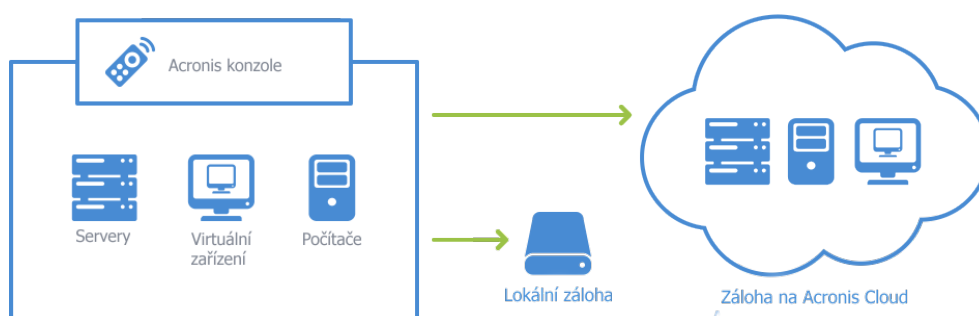 Acronis konzole
Servery
Virtuální
zařízení
Počítače
Lokální záloha
Záloha na Acronis Cloud